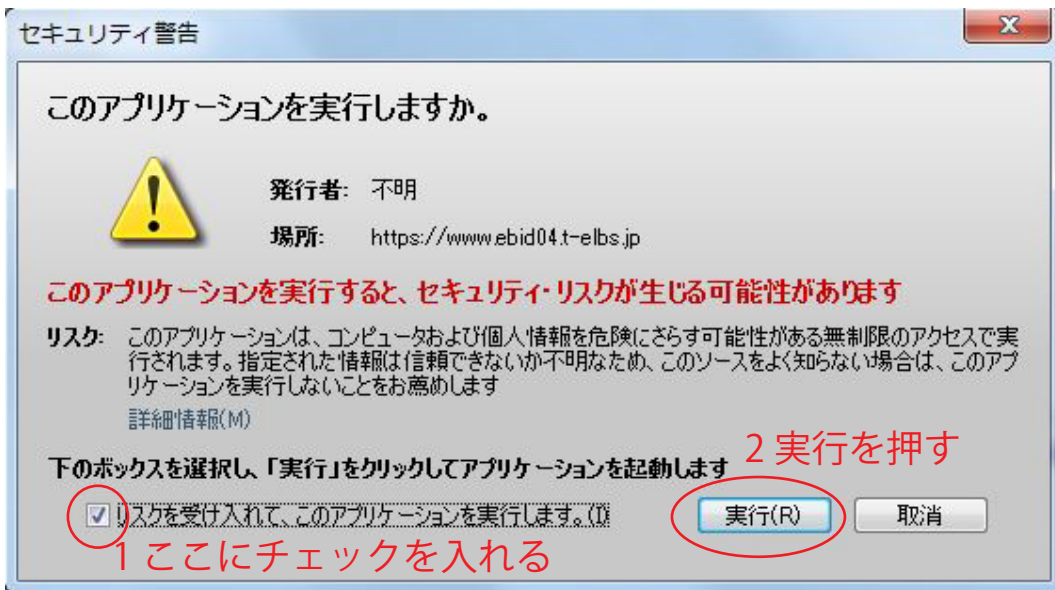 セキュリティ警告
このアプリケーションを実行しますか。
発行者: 不明
場所: https://www.ebid04.t-elbs.jp
このアプリケーションを実行すると、セキュリティ・リスクが生じる可能性があります
リスク: このアプリケーションは、コンピュータおよび個人情報を危険にさらす可能性がある無制限のアクセスで実
行されます。指定された情報は信頼できないか不明なため、このソースをよく知らない場合は、このアプ
リケーションを実行しないことをお薦めします
詳細情報(M)
2 実行を押す
下のボックスを選択し、「実行」をクリックしてアプリケーションを起動します
リスクを受け入れて、このアプリケーションを実行します。(I)
実行(R) 取消
1 ここにチェックを入れる